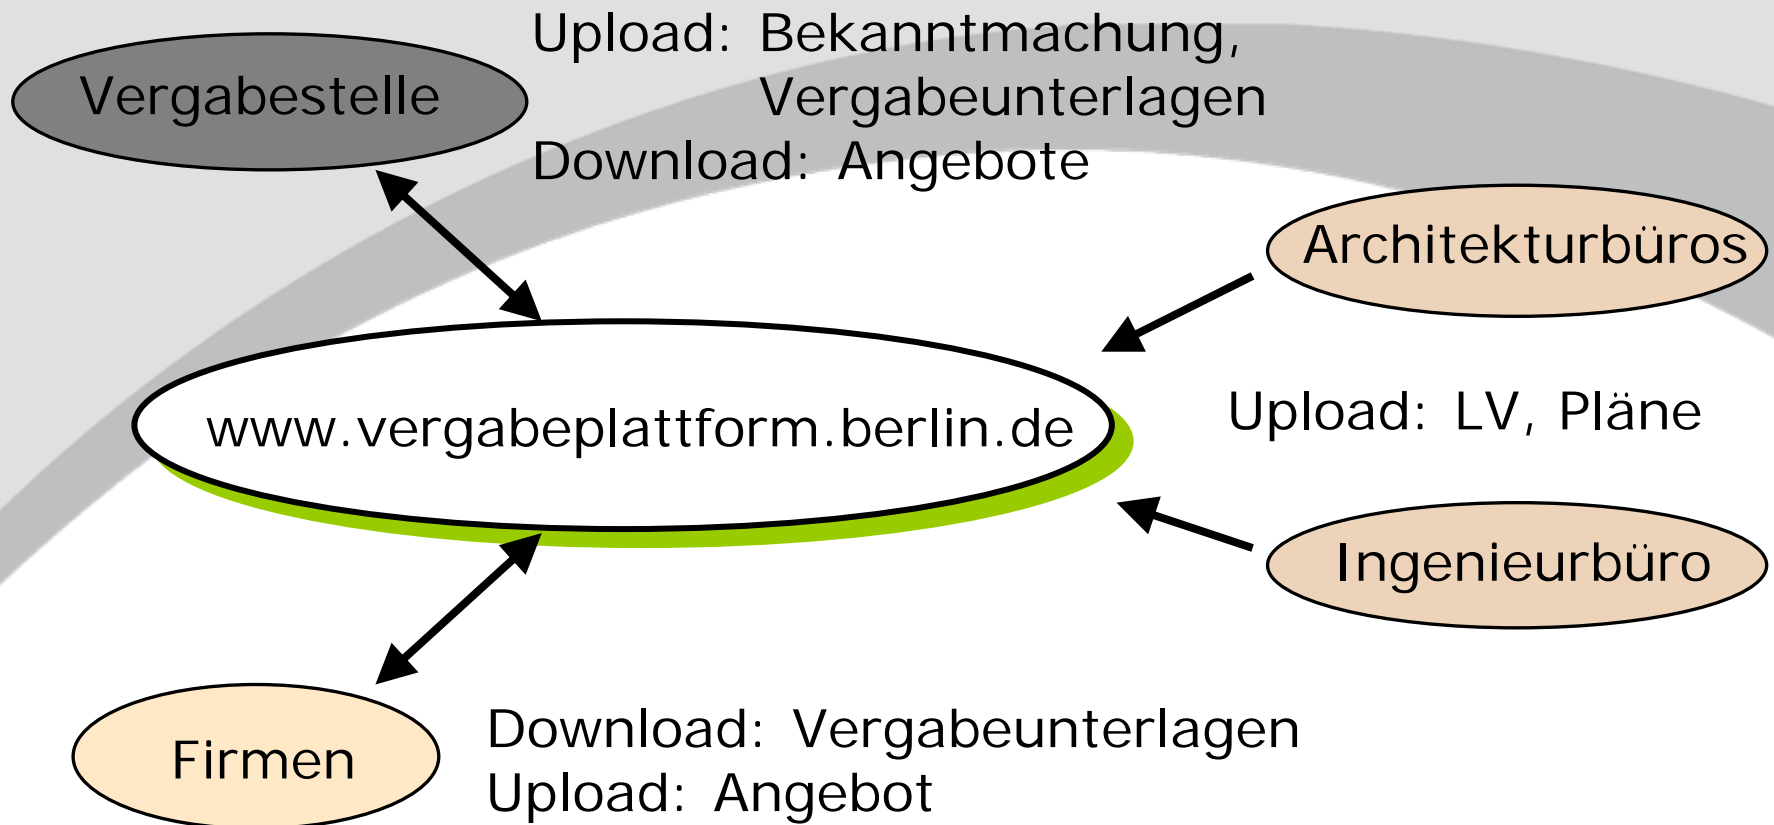 Vergabestelle
Upload: Bekanntmachung,
Vergabeunterlagen
Download: Angebote
Architekturbüros
www.vergabeplattform.berlin.de
Upload: LV, Pläne
Ingenieurbüro
Firmen
Download: Vergabeunterlagen
Upload: Angebot